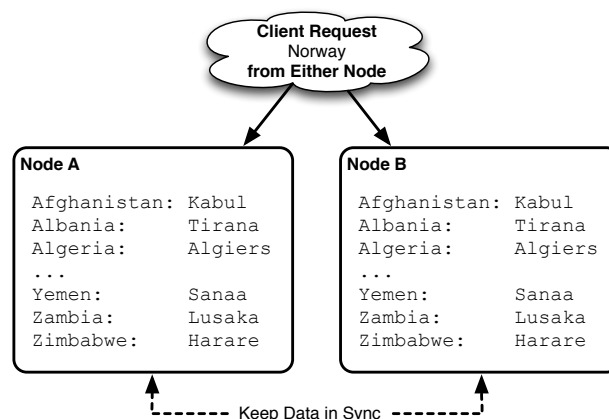 Client Request
Norway
from Either Node
Node A
Afghanistan: Kabul
Albania: Tirana
Algeria: Algiers
...
Yemen: Sanaa
Zambia: Lusaka
Zimbabwe: Harare
Node B
Afghanistan: Kabul
Albania: Tirana
Algeria: Algiers
...
Yemen: Sanaa
Zambia: Lusaka
Zimbabwe: Harare
Keep Data in Sync